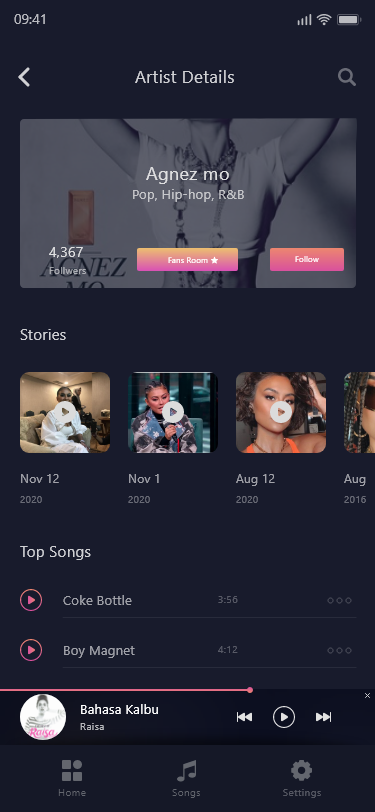 09:41
Artist Details
Agnez mo
Pop, Hip-hop, R&B
4,367
Follwers
Fans Room
Follow
AGNEZ
MO
Stories
Nov 12
2020
Nov 1
2020
Aug 12
2020
Aug
2016
Top Songs
Coke Bottle
3:56
Boy Magnet
4:12
Raisa
Bahasa Kalbu
Raisa
Home
Songs
Settings